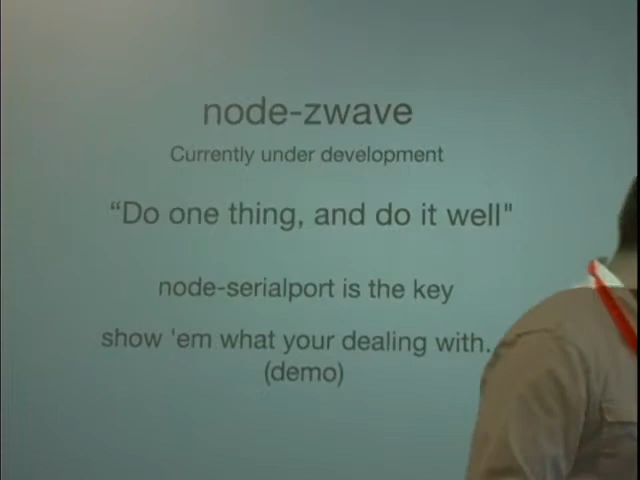 node-zwave
Currently under development
“Do one thing, and do it well"
node-serialport is the key
show 'em what your dealing with.
(demo)